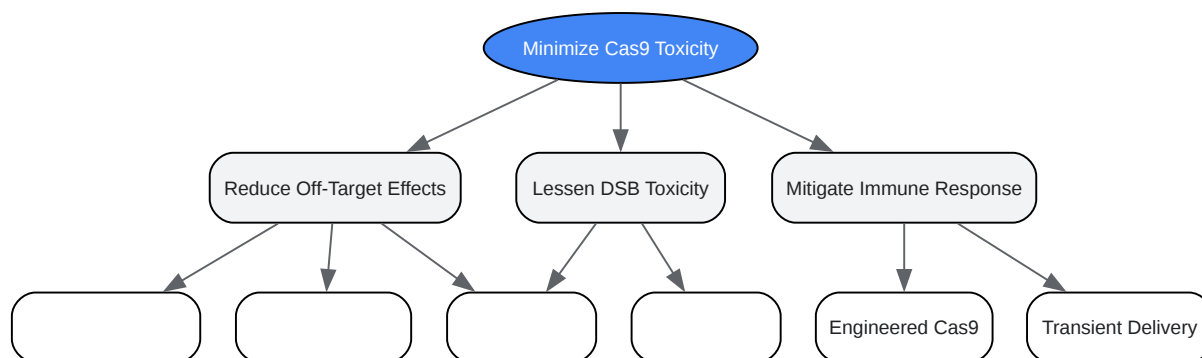 Minimize Cas9 Toxicity
Reduce Off-Target Effects
Lessen DSB Toxicity
Mitigate Immune Response
Engineered Cas9
Transient Delivery